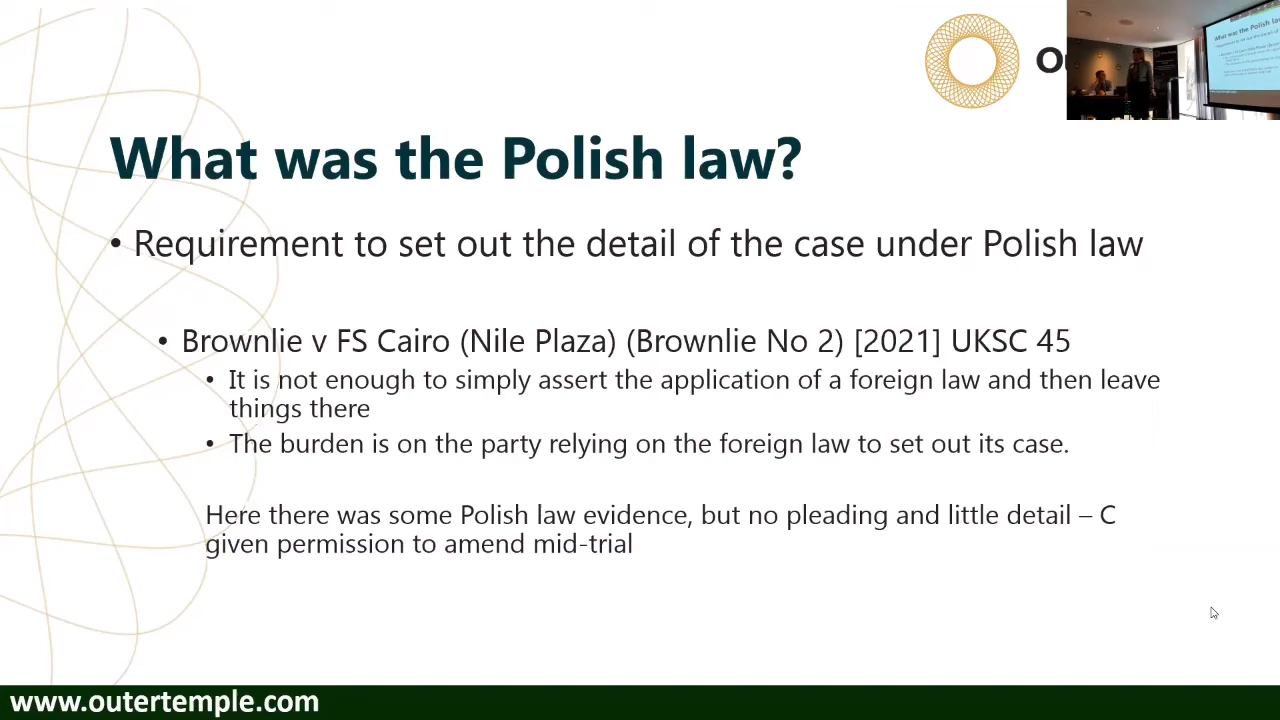 What was the Polish law?
• Requirement to set out the detail of the case under Polish law
• Brownlie v FS Cairo (Nile Plaza) (Brownlie No 2) [2021] UKSC 45
• It is not enough to simply assert the application of a foreign law and then leave
things there
• The burden is on the party relying on the foreign law to set out its case.
Here there was some Polish law evidence, but no pleading and little detail – C
given permission to amend mid-trial
www.outertemple.com